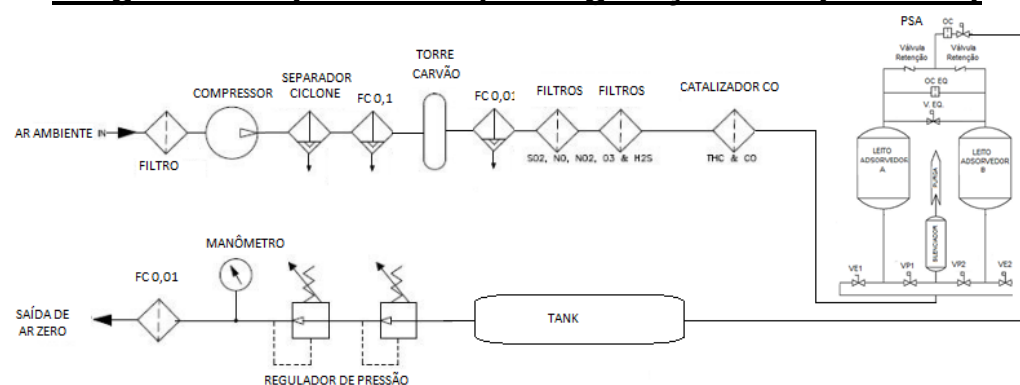 PSA
OC
Válvula
Retenção
Válvula
Retenção
OC EQ
V. EQ.
TORRE
CARVÃO
SEPARADOR
CICLONE
COMPRESSOR
FC 0,1
FC 0,01
FILTROS
FILTROS
CATALIZADOR CO
AR AMBIENTE IN
FILTRO
SO2, NO, NO2, O3 & H2S
THC & CO
LEITO
ADSORVEDOR
A
PURGA
LEITO
ADSORVEDOR
B
SILENCIADOR
VE1
VP1
VP2
VE2
MANÔMETRO
FC 0,01
SAÍDA DE
AR ZERO
TANK
REGULADOR DE PRESSÃO